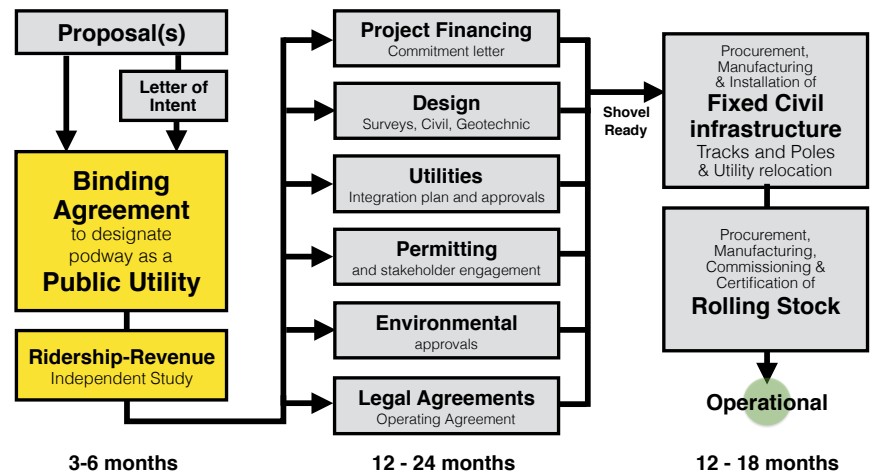 Proposal(s)
Letter of
Intent
Binding
Agreement
to designate
podway as a
Public Utility
Ridership-Revenue
Independent Study
3-6 months
Project Financing
Commitment letter
Design
Surveys, Civil, Geotechnic
Utilities
Integration plan and approvals
Permitting
and stakeholder engagement
Environmental
approvals
Legal Agreements
Operating Agreement
12 - 24 months
Shovel
Ready
Procurement,
Manufacturing
& Installation of
Fixed Civil
infrastructure
Tracks and Poles
& Utility relocation
Procurement,
Manufacturing,
Commissioning &
Certification of
Rolling Stock
Operational
12 - 18 months